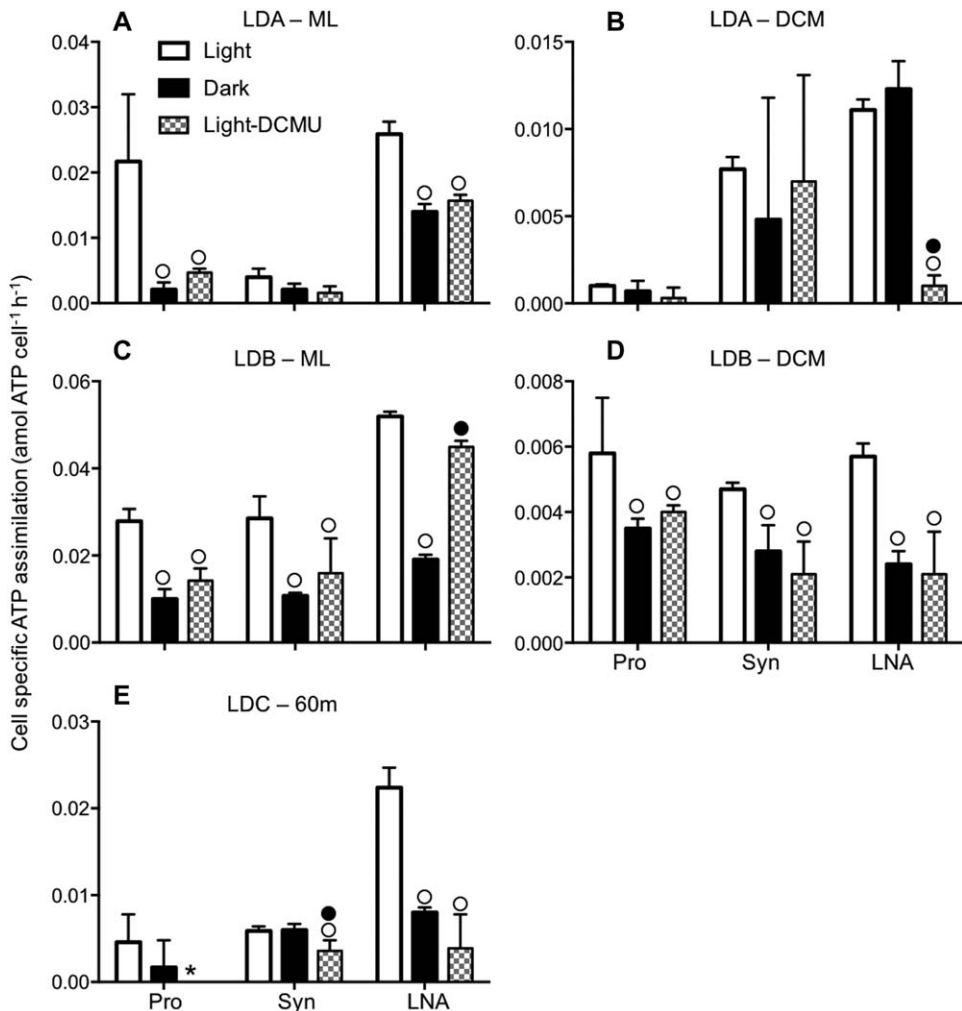 A
LDA – ML
Light
Dark
Light-DCMU
0.04
0.03
0.02
0.01
0.00
B
LDA – DCM
0.015
0.010
0.005
0.000
C
LDB – ML
0.06
0.04
0.02
0.00
D
LDB – DCM
0.008
0.006
0.004
0.002
0.000
Pro Syn LNA
E
LDC – 60m
0.03
0.02
0.01
0.00
*
Pro Syn LNA
Cell specific ATP assimilation (amol ATP cell⁻¹ h⁻¹)